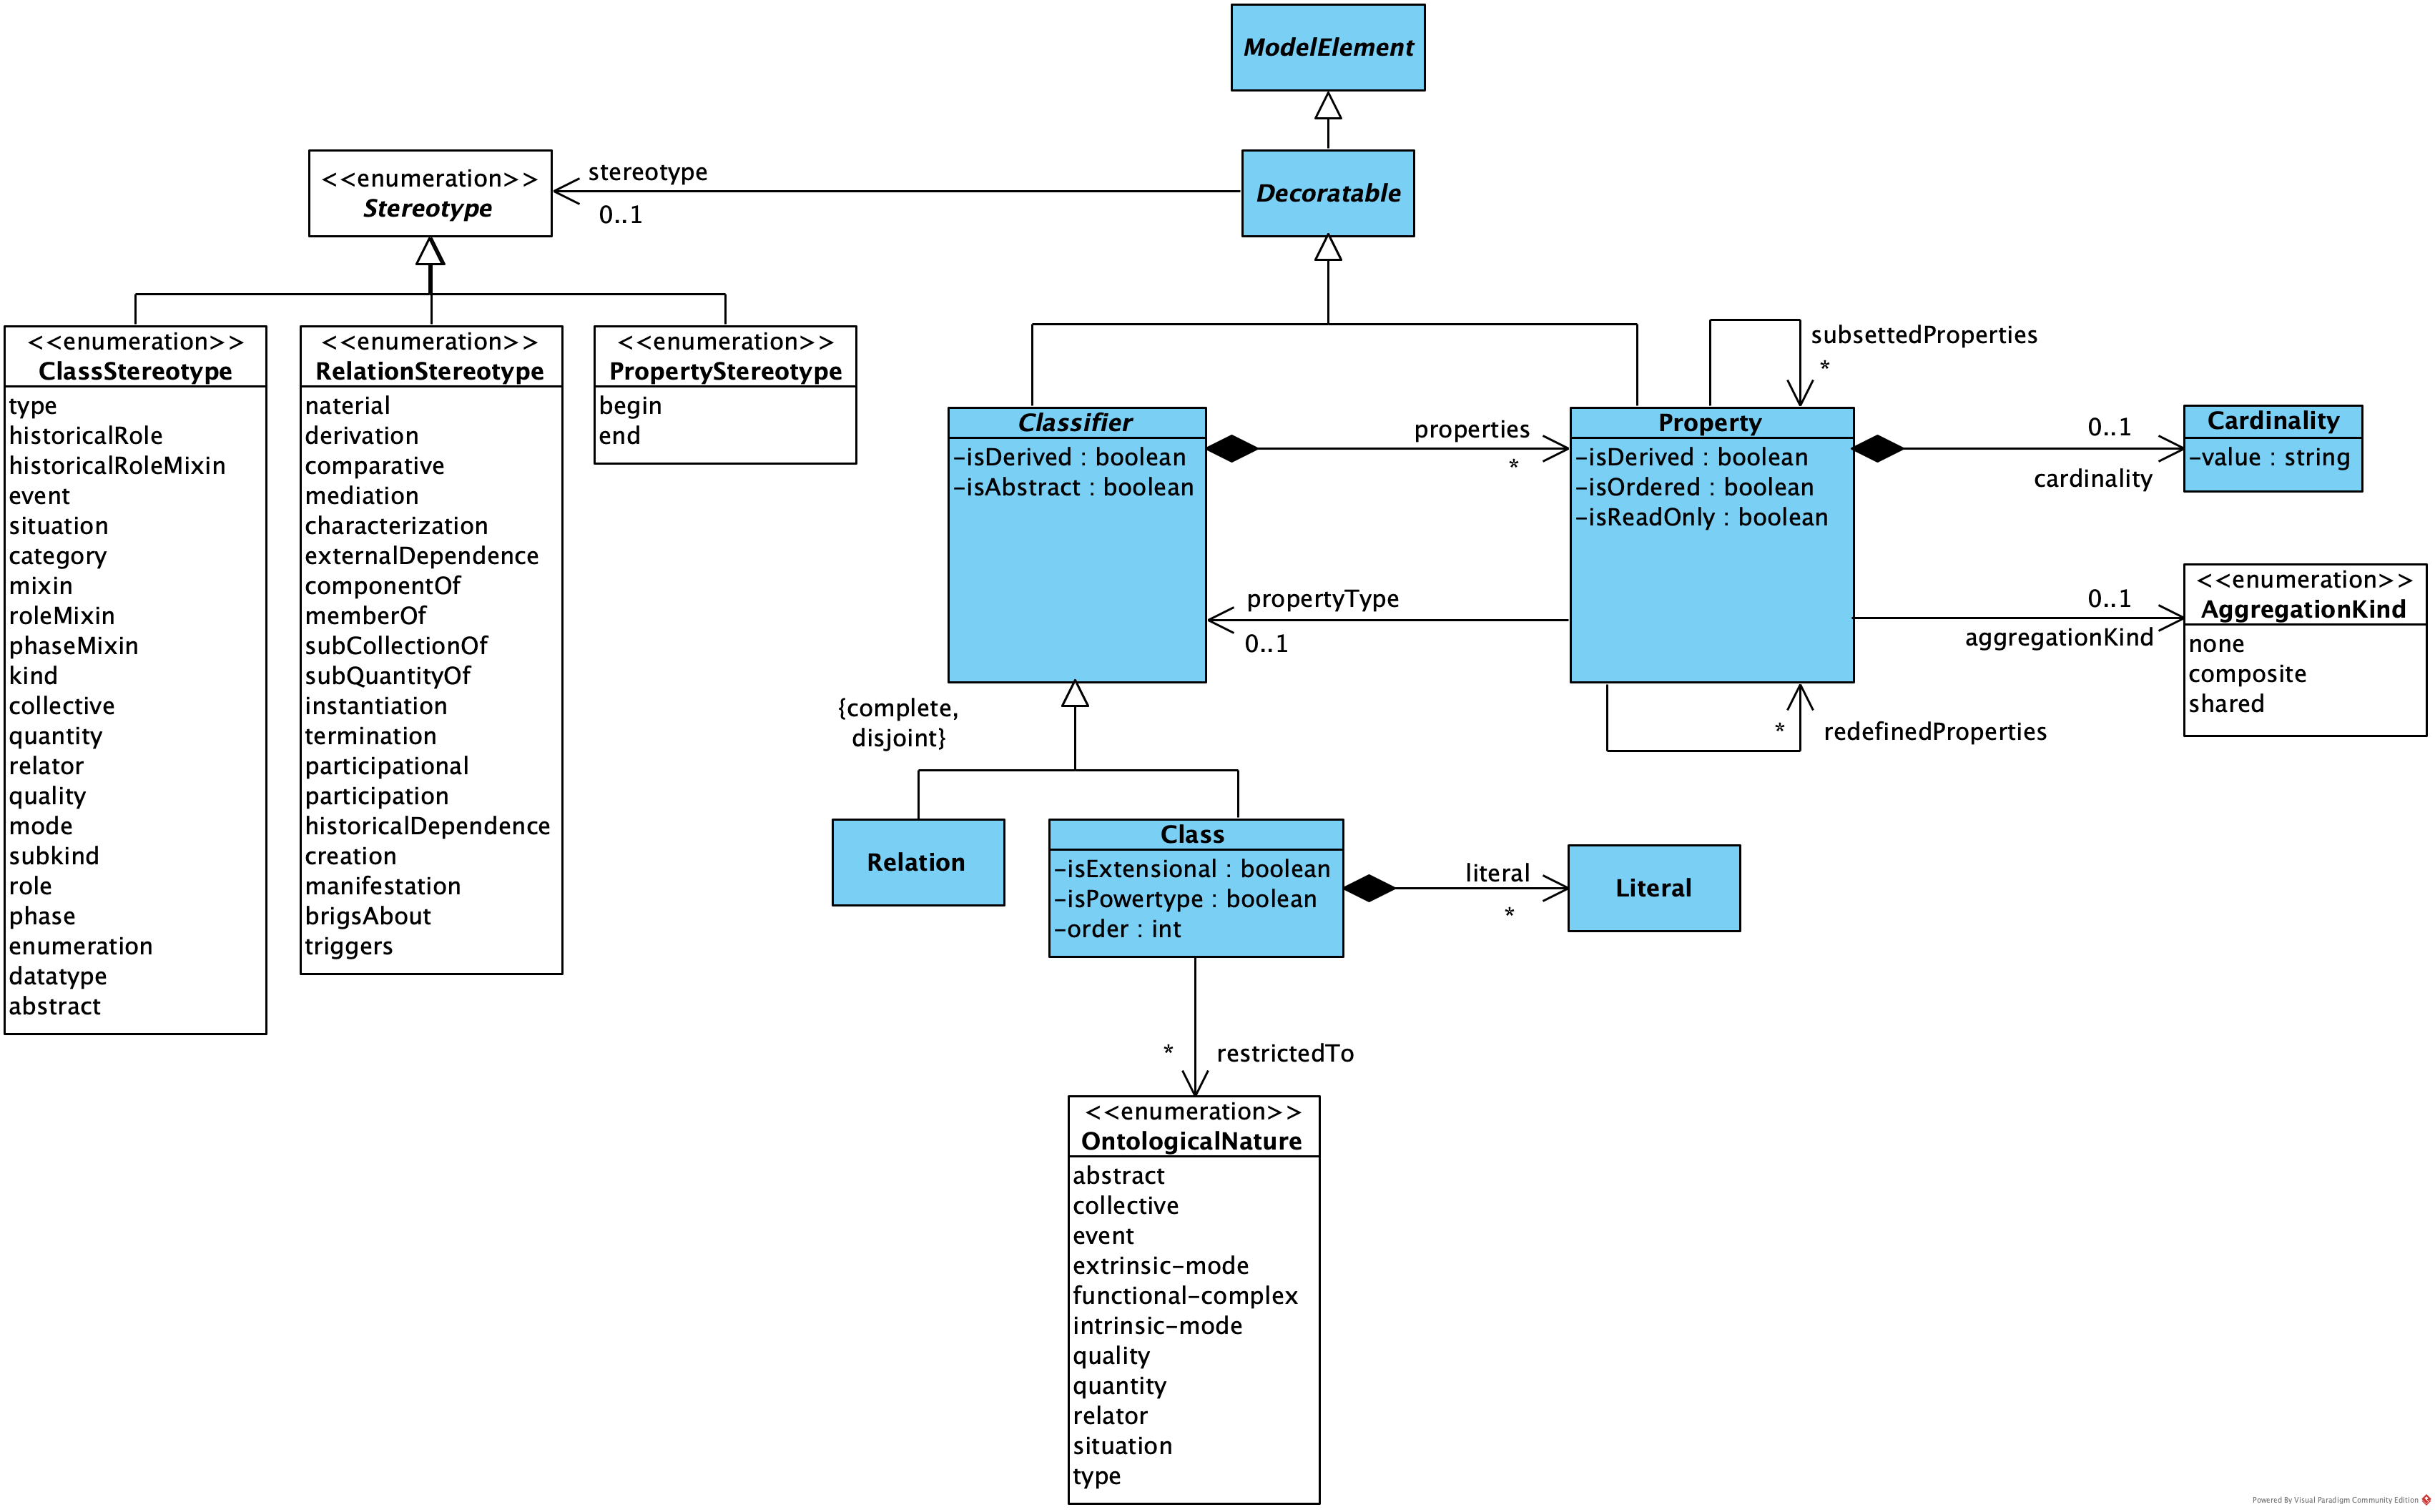 ModelElement
<<enumeration>>
Stereotype
stereotype
0..1
Decoratable
<<enumeration>>
ClassStereotype
type
historicalRole
historicalRoleMixin
event
situation
category
mixin
roleMixin
phaseMixin
kind
collective
quantity
relator
quality
mode
subkind
role
phase
enumeration
datatype
abstract
<<enumeration>>
RelationStereotype
naterial
derivation
comparative
mediation
characterization
externalDependence
componentOf
memberOf
subCollectionOf
subQuantityOf
instantiation
termination
participational
participation
historicalDependence
creation
manifestation
brigsAbout
triggers
<<enumeration>>
PropertyStereotype
begin
end
subsettedProperties
*
Classifier
-isDerived : boolean
-isAbstract : boolean
properties
*
Property
-isDerived : boolean
-isOrdered : boolean
-isReadOnly : boolean
0..1
cardinality
Cardinality
-value : string
propertyType
0..1
0..1
aggregationKind
<<enumeration>>
AggregationKind
none
composite
shared
{complete,
disjoint}
*
redefinedProperties
Relation
Class
-isExtensional : boolean
-isPowertype : boolean
-order : int
literal
*
Literal
*
restrictedTo
<<enumeration>>
OntologicalNature
abstract
collective
event
extrinsic-mode
functional-complex
intrinsic-mode
quality
quantity
relator
situation
type
Powered By Visual Paradigm Community Edition